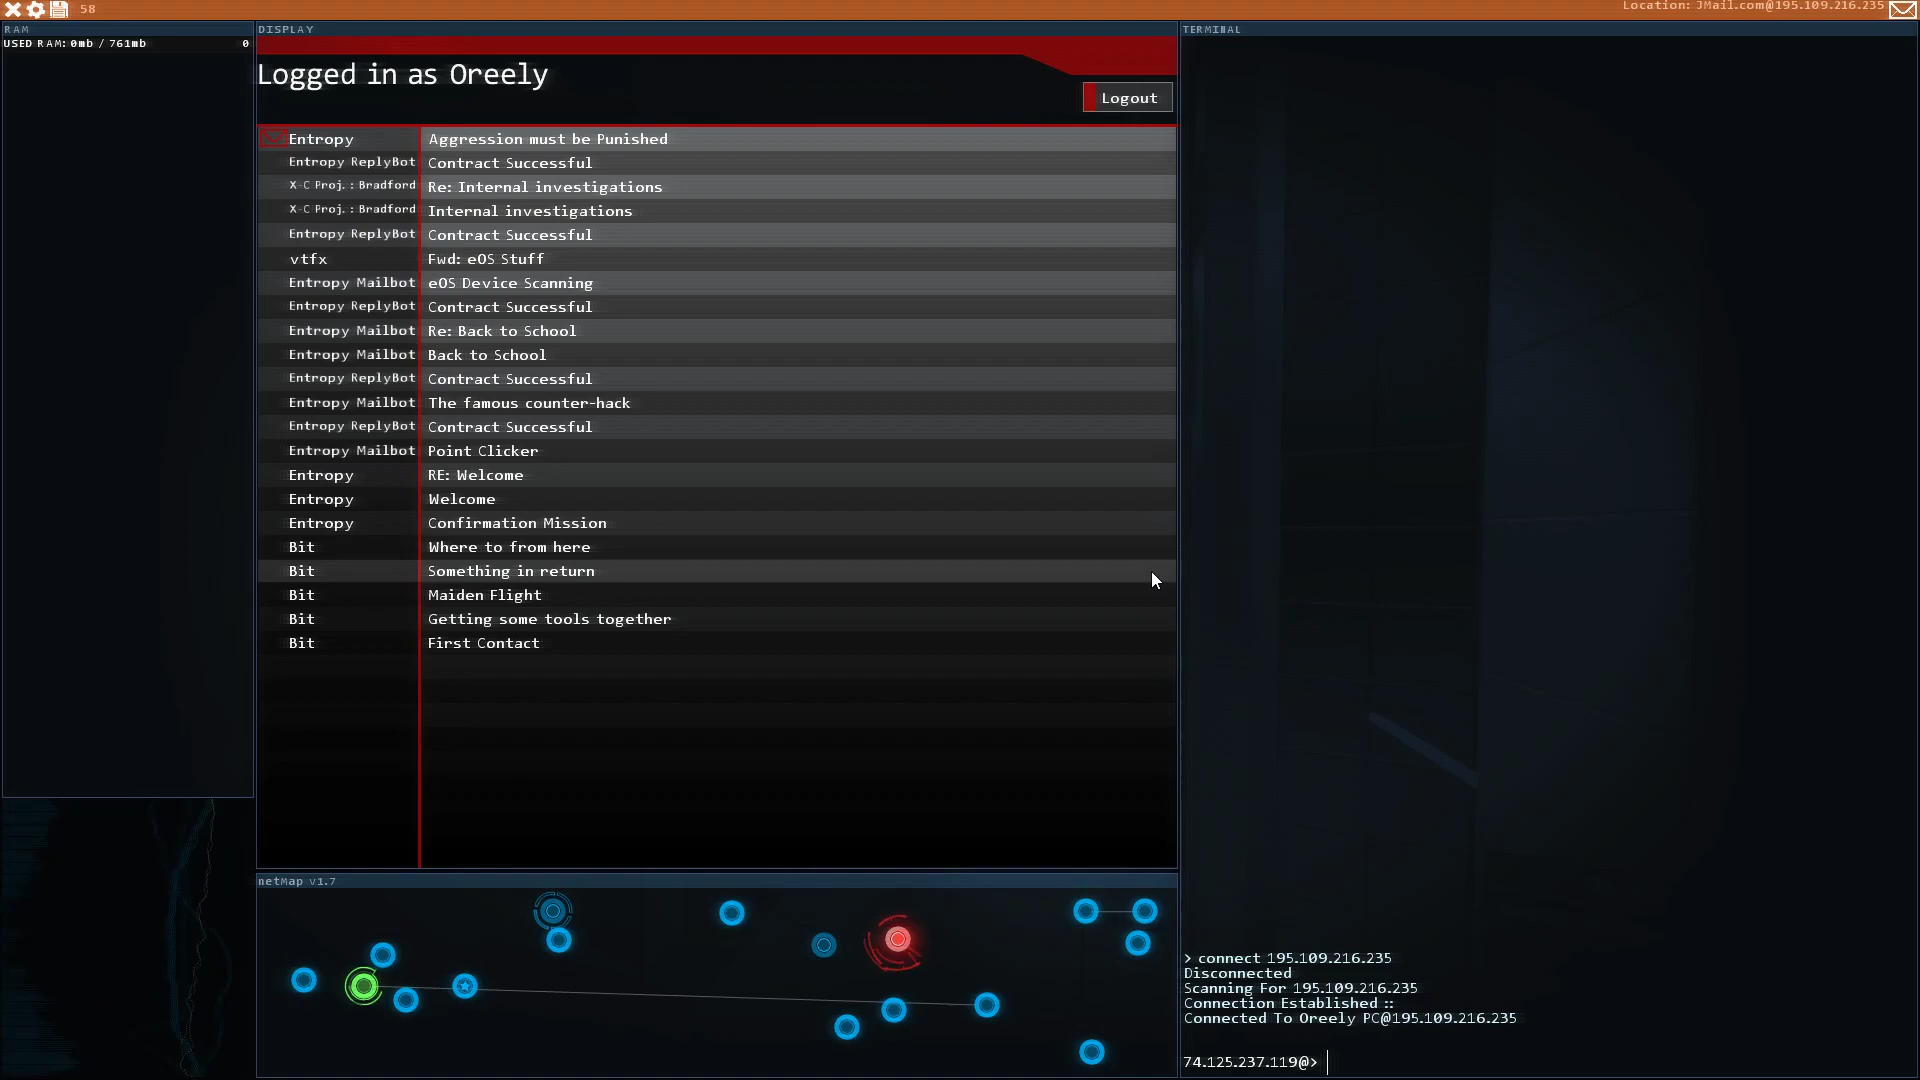 58
Location: JMail.com@195.109.216.235
RAM
USED RAM: 0mb / 761mb 0
DISPLAY
Logged in as Oreely
Logout
Entropy Aggression must be Punished
Entropy ReplyBot Contract Successful
X-C Proj. : Bradford Re: Internal investigations
X-C Proj. : Bradford Internal investigations
Entropy ReplyBot Contract Successful
vtfx Fwd: eOS Stuff
Entropy Mailbot eOS Device Scanning
Entropy ReplyBot Contract Successful
Entropy Mailbot Re: Back to School
Entropy Mailbot Back to School
Entropy ReplyBot Contract Successful
Entropy Mailbot The famous counter-hack
Entropy ReplyBot Contract Successful
Entropy Mailbot Point Clicker
Entropy RE: Welcome
Entropy Welcome
Entropy Confirmation Mission
Bit Where to from here
Bit Something in return
Bit Maiden Flight
Bit Getting some tools together
Bit First Contact
netMap v1.7
TERMINAL
> connect 195.109.216.235
Disconnected
Scanning For 195.109.216.235
Connection Established ::
Connected To Oreely PC@195.109.216.235
74.125.237.119@>